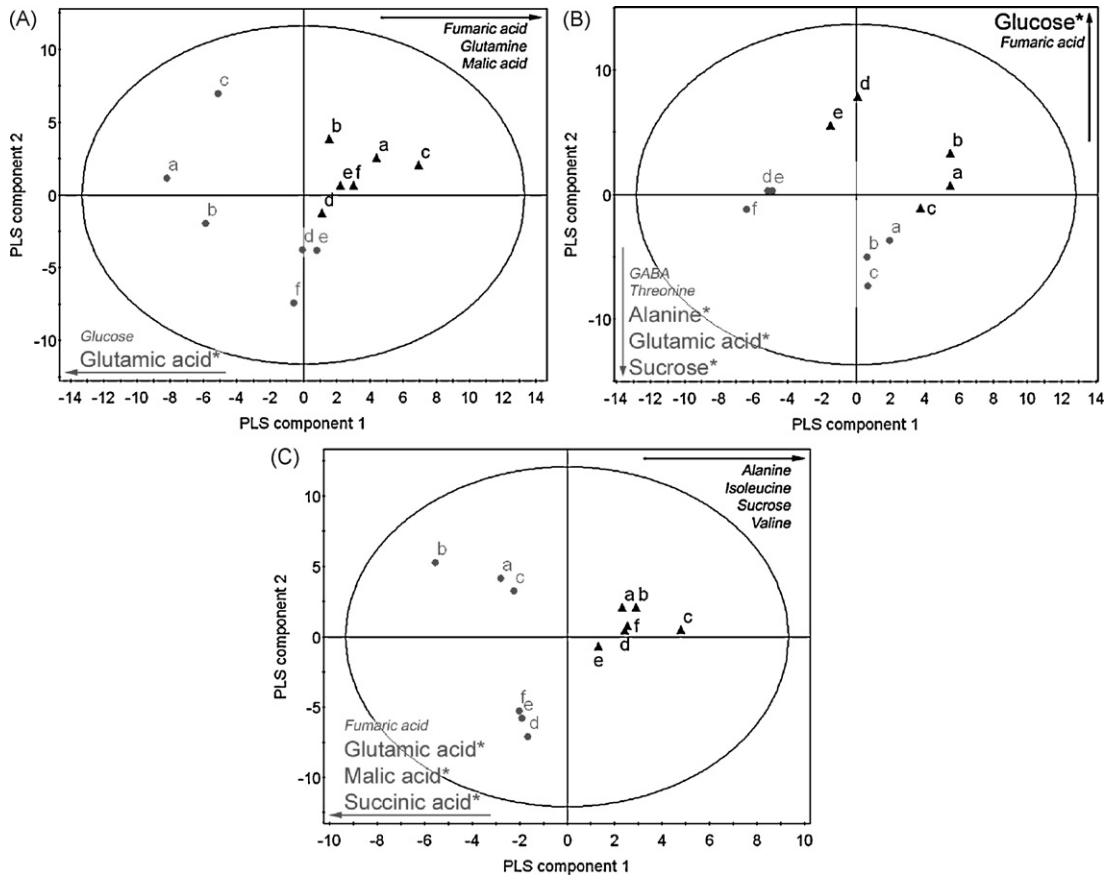 (A)
Fumaric acid
Glutamine
Malic acid
PLS component 2
10
5
0
-5
-10
c
a
b
b
a
c
e f
d
d e
f
Glucose
Glutamic acid*
-14 -12 -10 -8 -6 -4 -2 0 2 4 6 8 10 12 14
PLS component 1
(B)
Glucose*
Fumaric acid
PLS component 2
10
0
-10
d
e
b
a
c
d e
f
a
b
c
GABA
Threonine
Alanine*
Glutamic acid*
Sucrose*
-14 -12 -10 -8 -6 -4 -2 0 2 4 6 8 10 12 14
PLS component 1
(C)
Alanine
Isoleucine
Sucrose
Valine
PLS component 2
10
5
0
-5
-10
b
a
c
a b
c
f
d
e
f
e
d
Fumaric acid
Glutamic acid*
Malic acid*
Succinic acid*
-10 -8 -6 -4 -2 0 2 4 6 8 10
PLS component 1